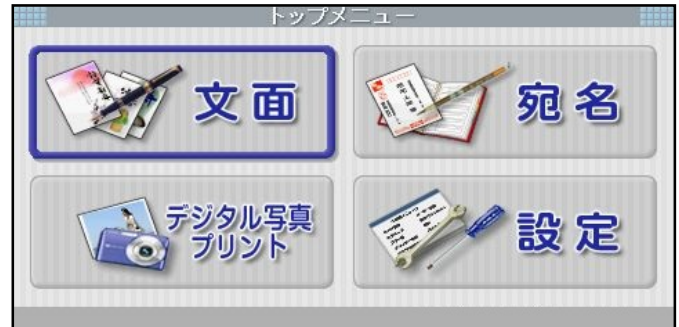 トップメニュー
文面
宛名
デジタル写真
プリント
設定